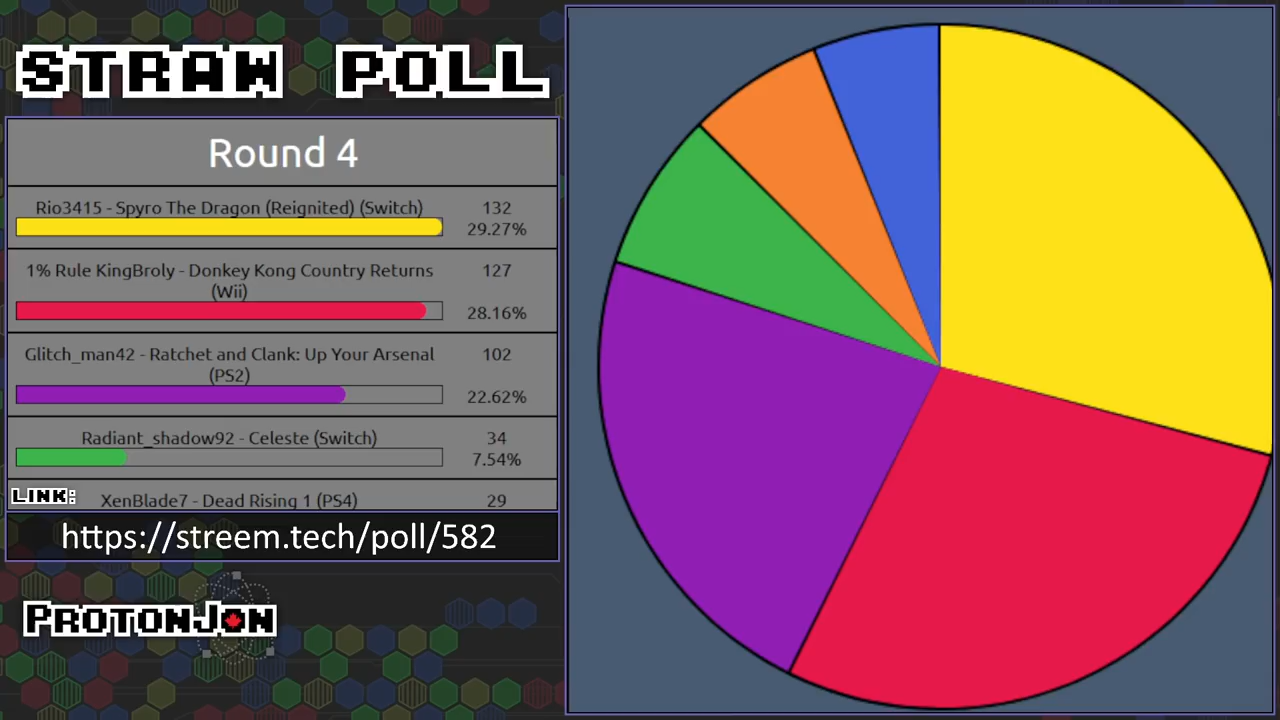 STRAW POLL
Round 4
Rio3415 - Spyro The Dragon (Reignited) (Switch)
132
29.27%
1% Rule KingBroly - Donkey Kong Country Returns
(Wii)
127
28.16%
Glitch_man42 - Ratchet and Clank: Up Your Arsenal
(PS2)
102
22.62%
Radiant_shadow92 - Celeste (Switch)
34
7.54%
XenBlade7 - Dead Rising 1 (PS4)
29
LINK:
https://streem.tech/poll/582
PROTONJON